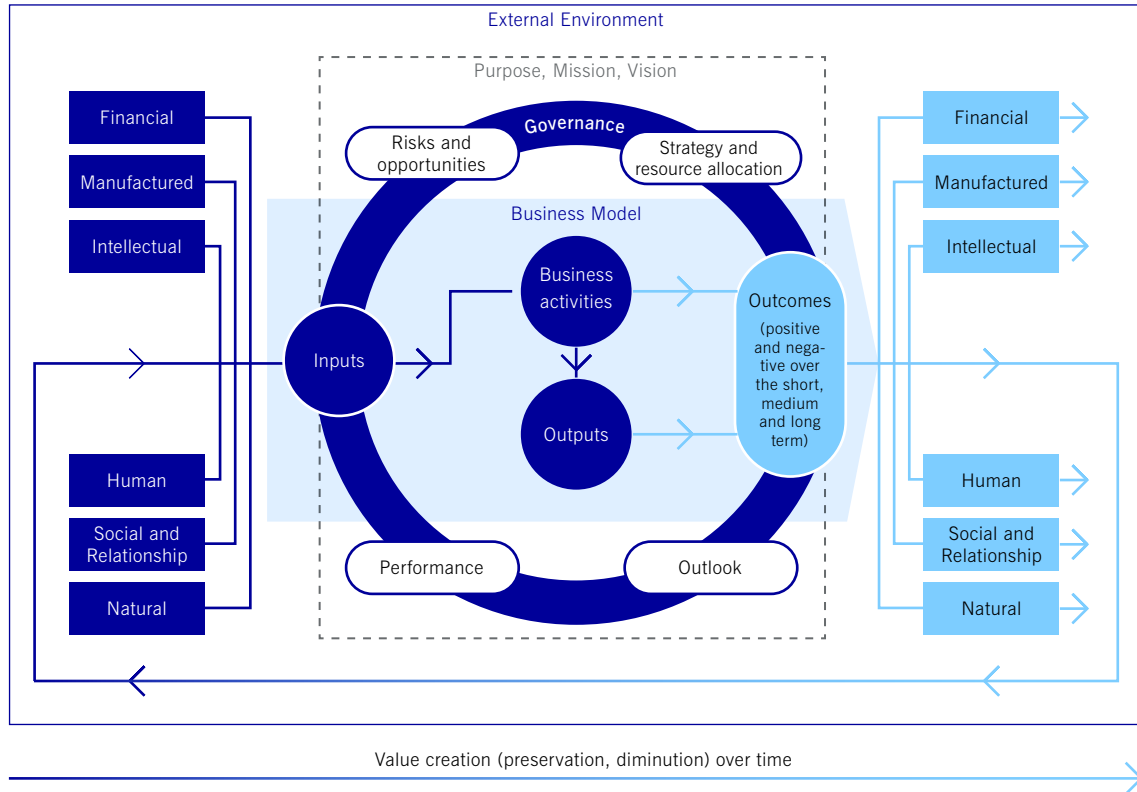 External Environment
Purpose, Mission, Vision
Governance
Financial
Manufactured
Intellectual
Human
Social and
Relationship
Natural
Risks and
opportunities
Strategy and
resource allocation
Business Model
Inputs
Business
activities
Outputs
Outcomes
(positive
and nega-
tive over
the short,
medium
and long
term)
Performance
Outlook
Financial
Manufactured
Intellectual
Human
Social and
Relationship
Natural
Value creation (preservation, diminution) over time